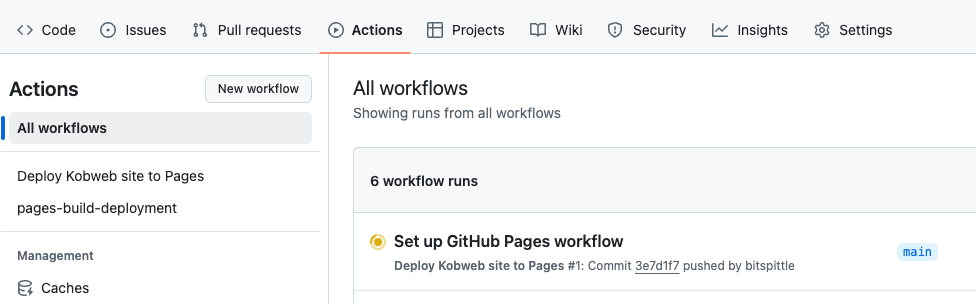 Code Issues Pull requests Actions Projects Wiki Security Insights Settings
Actions New workflow
All workflows
Deploy Kobweb site to Pages
pages-build-deployment
Management
Caches
All workflows
Showing runs from all workflows
6 workflow runs
Set up GitHub Pages workflow
main
Deploy Kobweb site to Pages #1: Commit 3e7d1f7 pushed by bitspittle